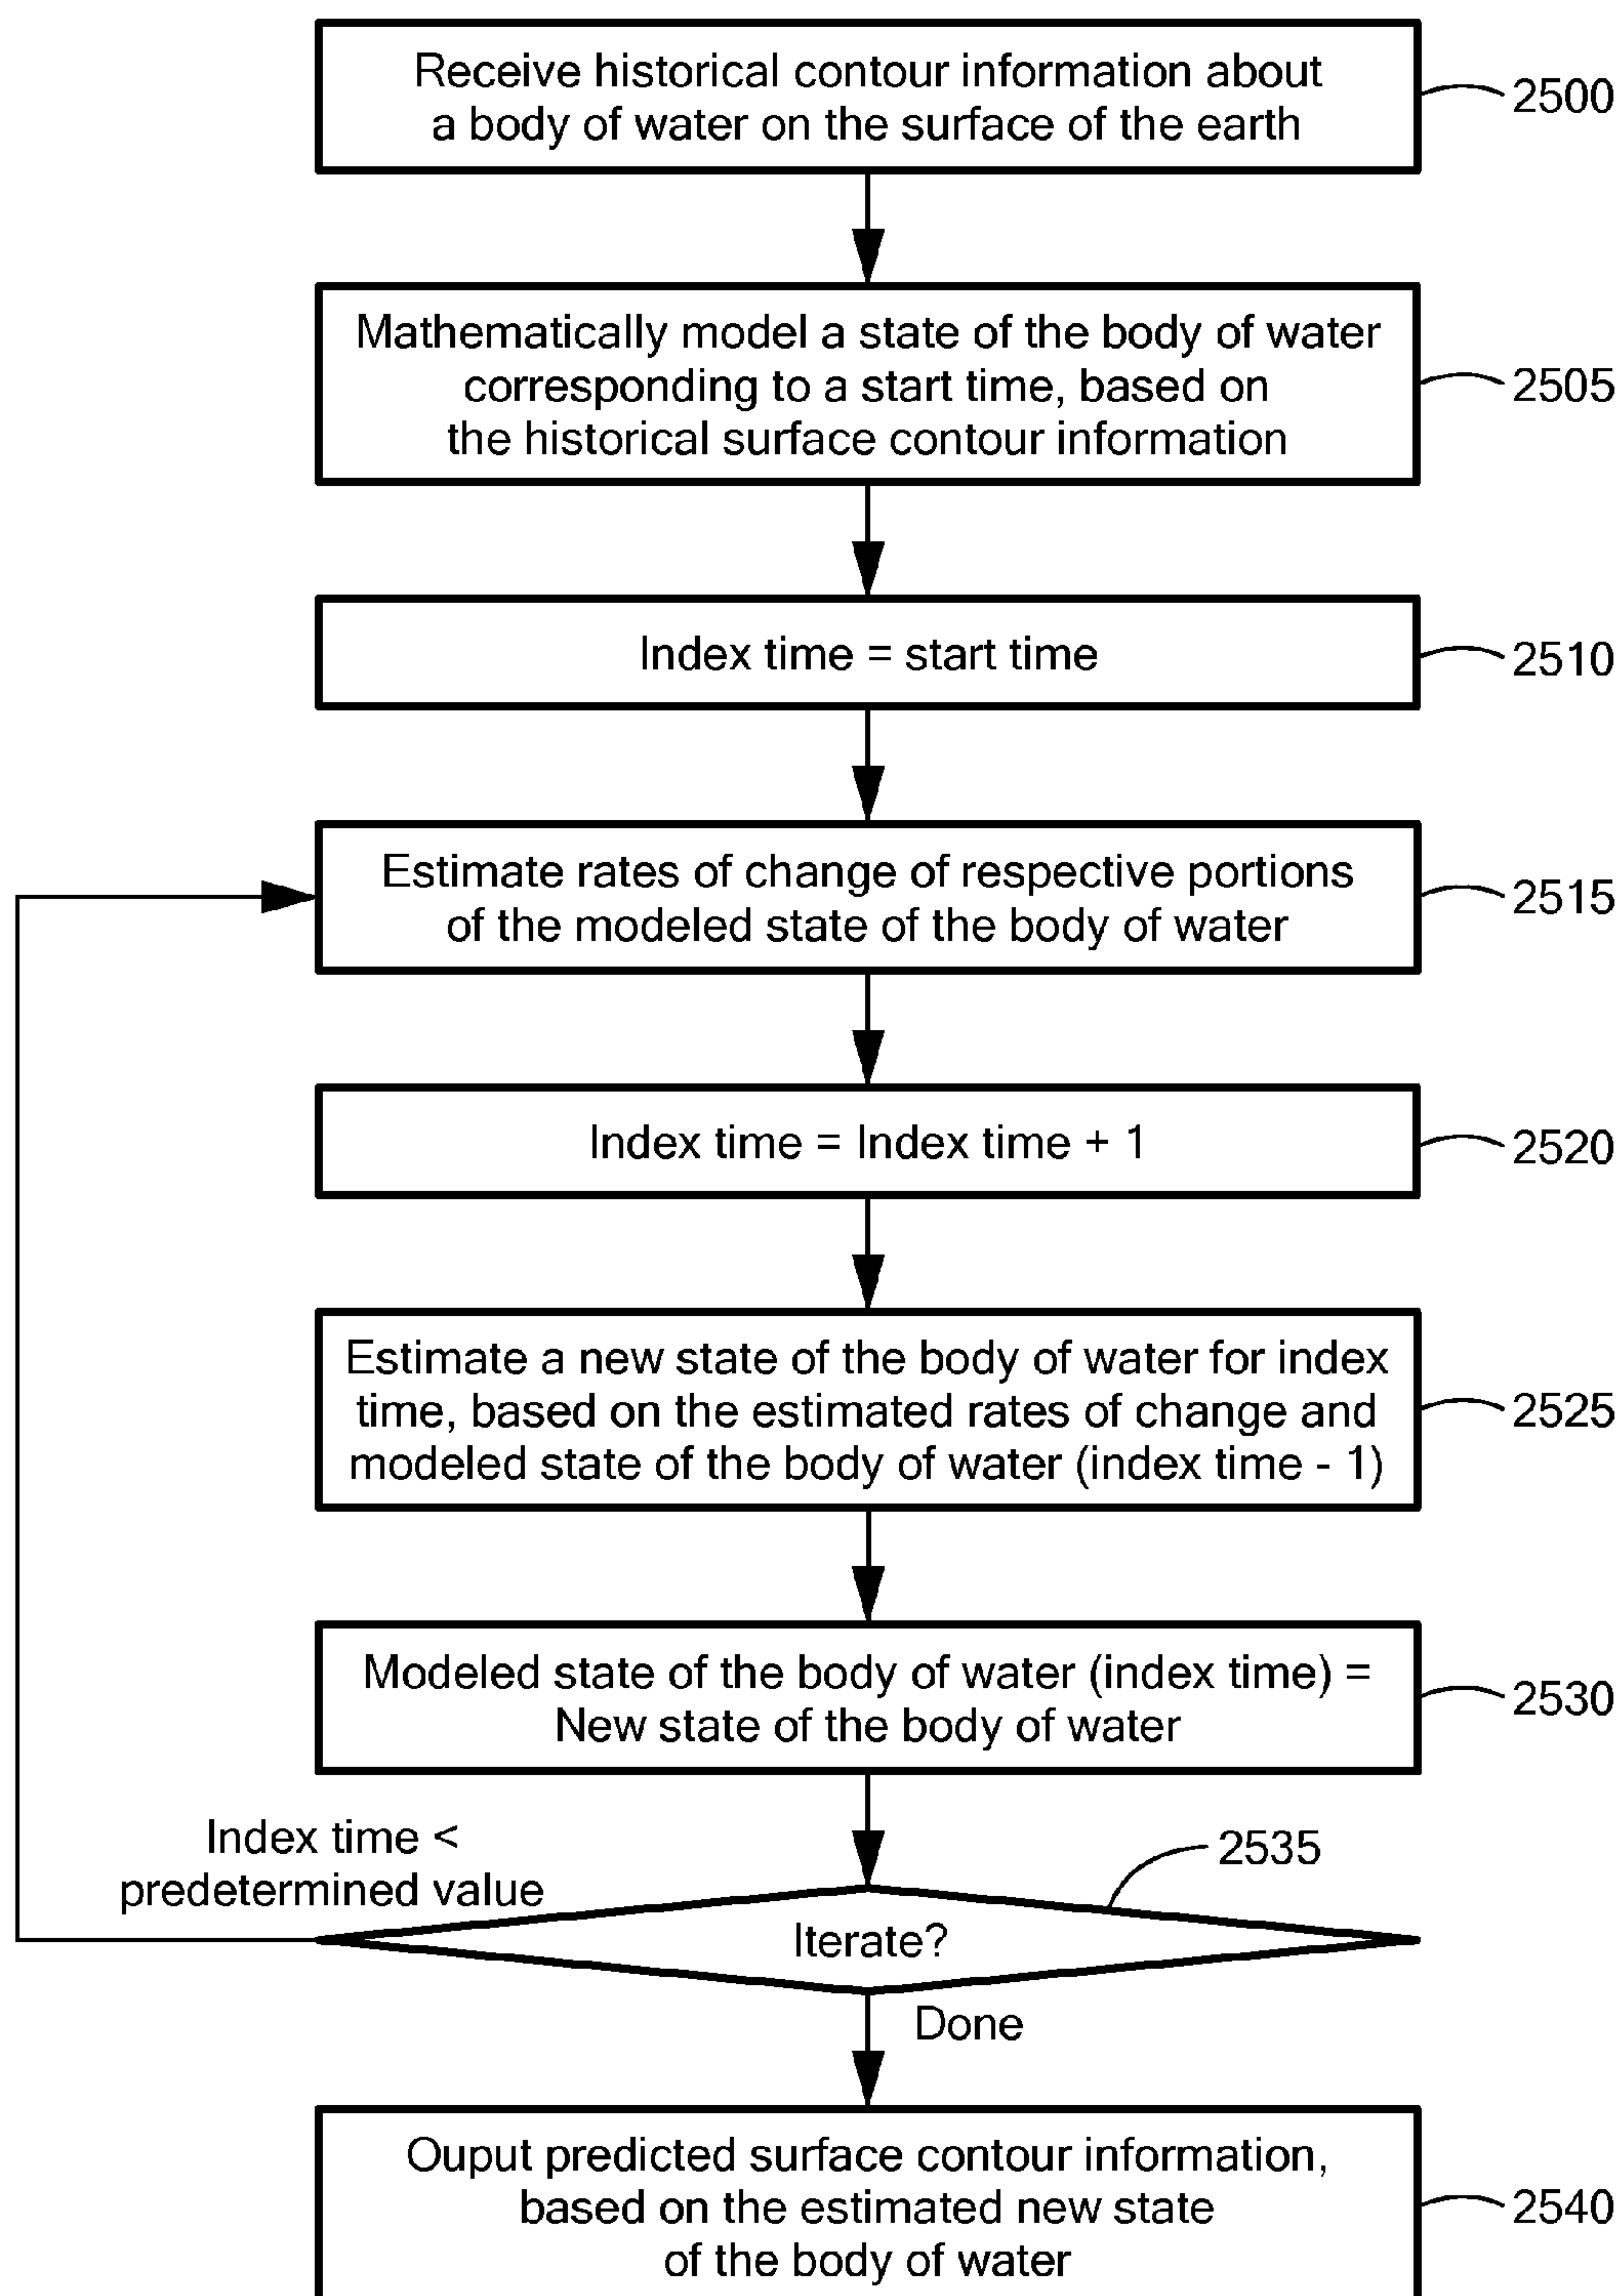 Receive historical contour information about
a body of water on the surface of the earth
2500
Mathematically model a state of the body of water
corresponding to a start time, based on
the historical surface contour information
2505
Index time = start time
2510
Estimate rates of change of respective portions
of the modeled state of the body of water
2515
Index time = Index time + 1
2520
Estimate a new state of the body of water for index
time, based on the estimated rates of change and
modeled state of the body of water (index time - 1)
2525
Modeled state of the body of water (index time) =
New state of the body of water
2530
Index time <
predetermined value
2535
Iterate?
Done
Ouput predicted surface contour information,
based on the estimated new state
of the body of water
2540